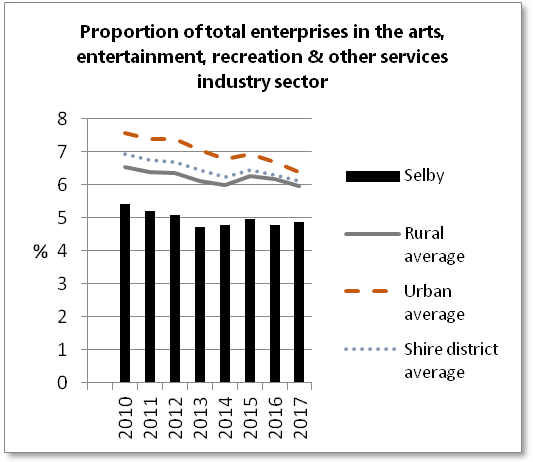 Proportion of total enterprises in the arts,
entertainment, recreation & other services
industry sector
8
7
6
5
% 4
3
2
1
0
2010
2011
2012
2013
2014
2015
2016
2017
Selby
Rural
average
Urban
average
Shire district
average